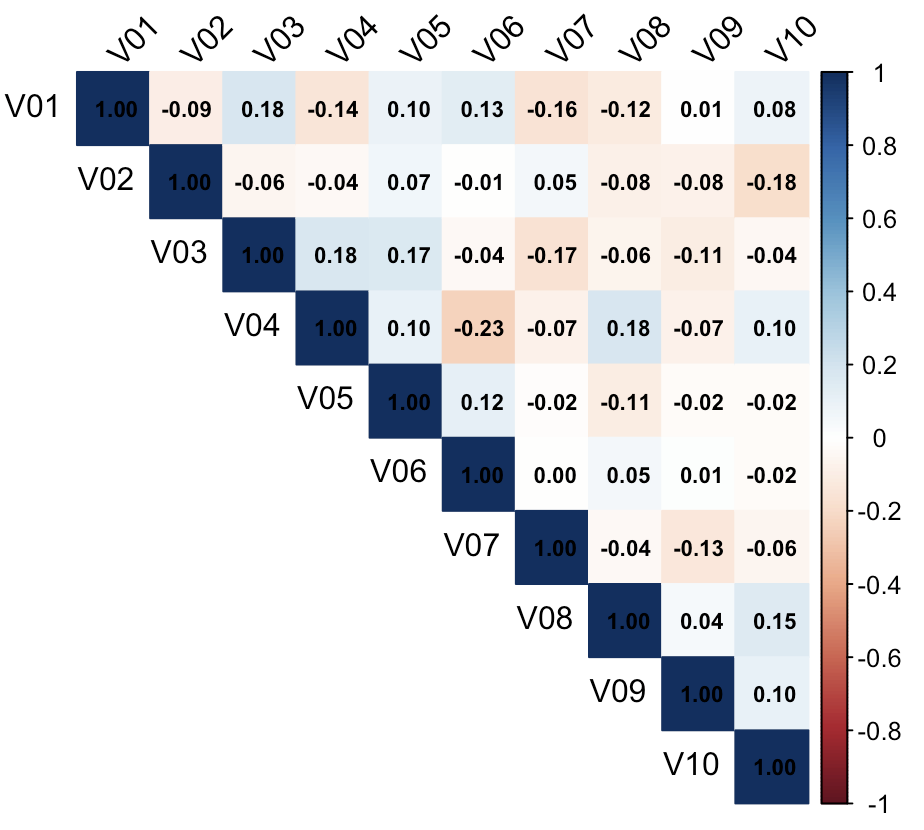 V01 V02 V03 V04 V05 V06 V07 V08 V09 V10
V01 1.00 -0.09 0.18 -0.14 0.10 0.13 -0.16 -0.12 0.01 0.08
V02 1.00 -0.06 -0.04 0.07 -0.01 0.05 -0.08 -0.08 -0.18
V03 1.00 0.18 0.17 -0.04 -0.17 -0.06 -0.11 -0.04
V04 1.00 0.10 -0.23 -0.07 0.18 -0.07 0.10
V05 1.00 0.12 -0.02 -0.11 -0.02 -0.02
V06 1.00 0.00 0.05 0.01 -0.02
V07 1.00 -0.04 -0.13 -0.06
V08 1.00 0.04 0.15
V09 1.00 0.10
V10 1.00
1
0.8
0.6
0.4
0.2
0
-0.2
-0.4
-0.6
-0.8
-1